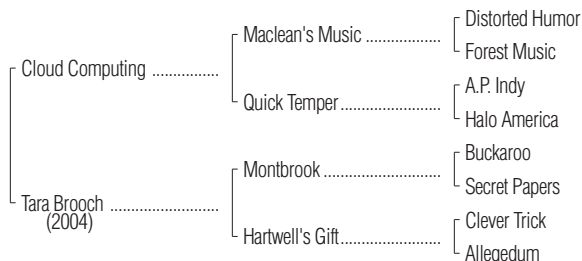 Distorted Humor
Maclean's Music ....................
Forest Music
Cloud Computing ..................
A.P. Indy
Quick Temper ...........................
Halo America
Buckaroo
Montbrook ................................
Secret Papers
Tara Brooch .............................
(2004)
Clever Trick
Hartwell's Gift...........................
Allegedum